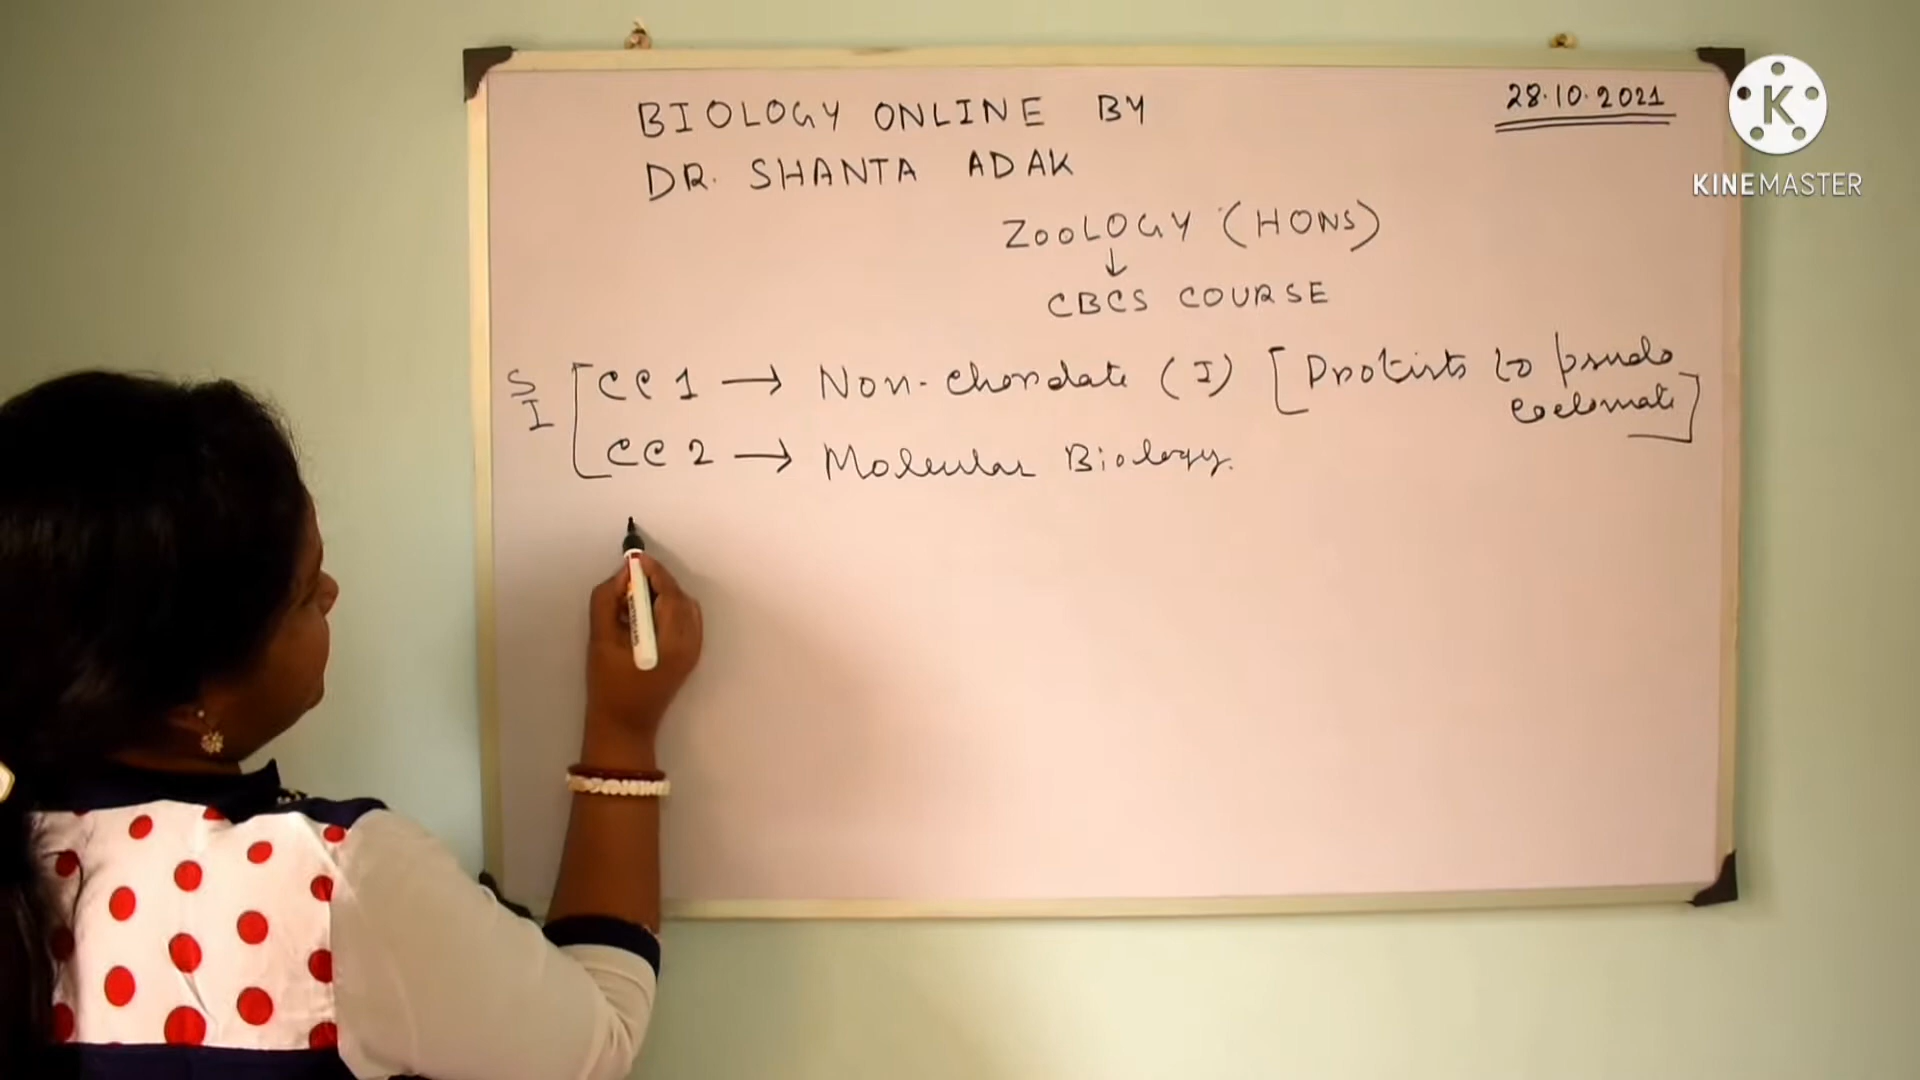 BIOLOGY ONLINE BY
28.10.2021
DR. SHANTA ADAK
KINEMASTER
ZOOLOGY (HONS)
↓
CBCS COURSE
S I [ CC 1 → Non-Chordate (I) [Protists to pseudo
coelomate]
CC 2 → Molecular Biology.